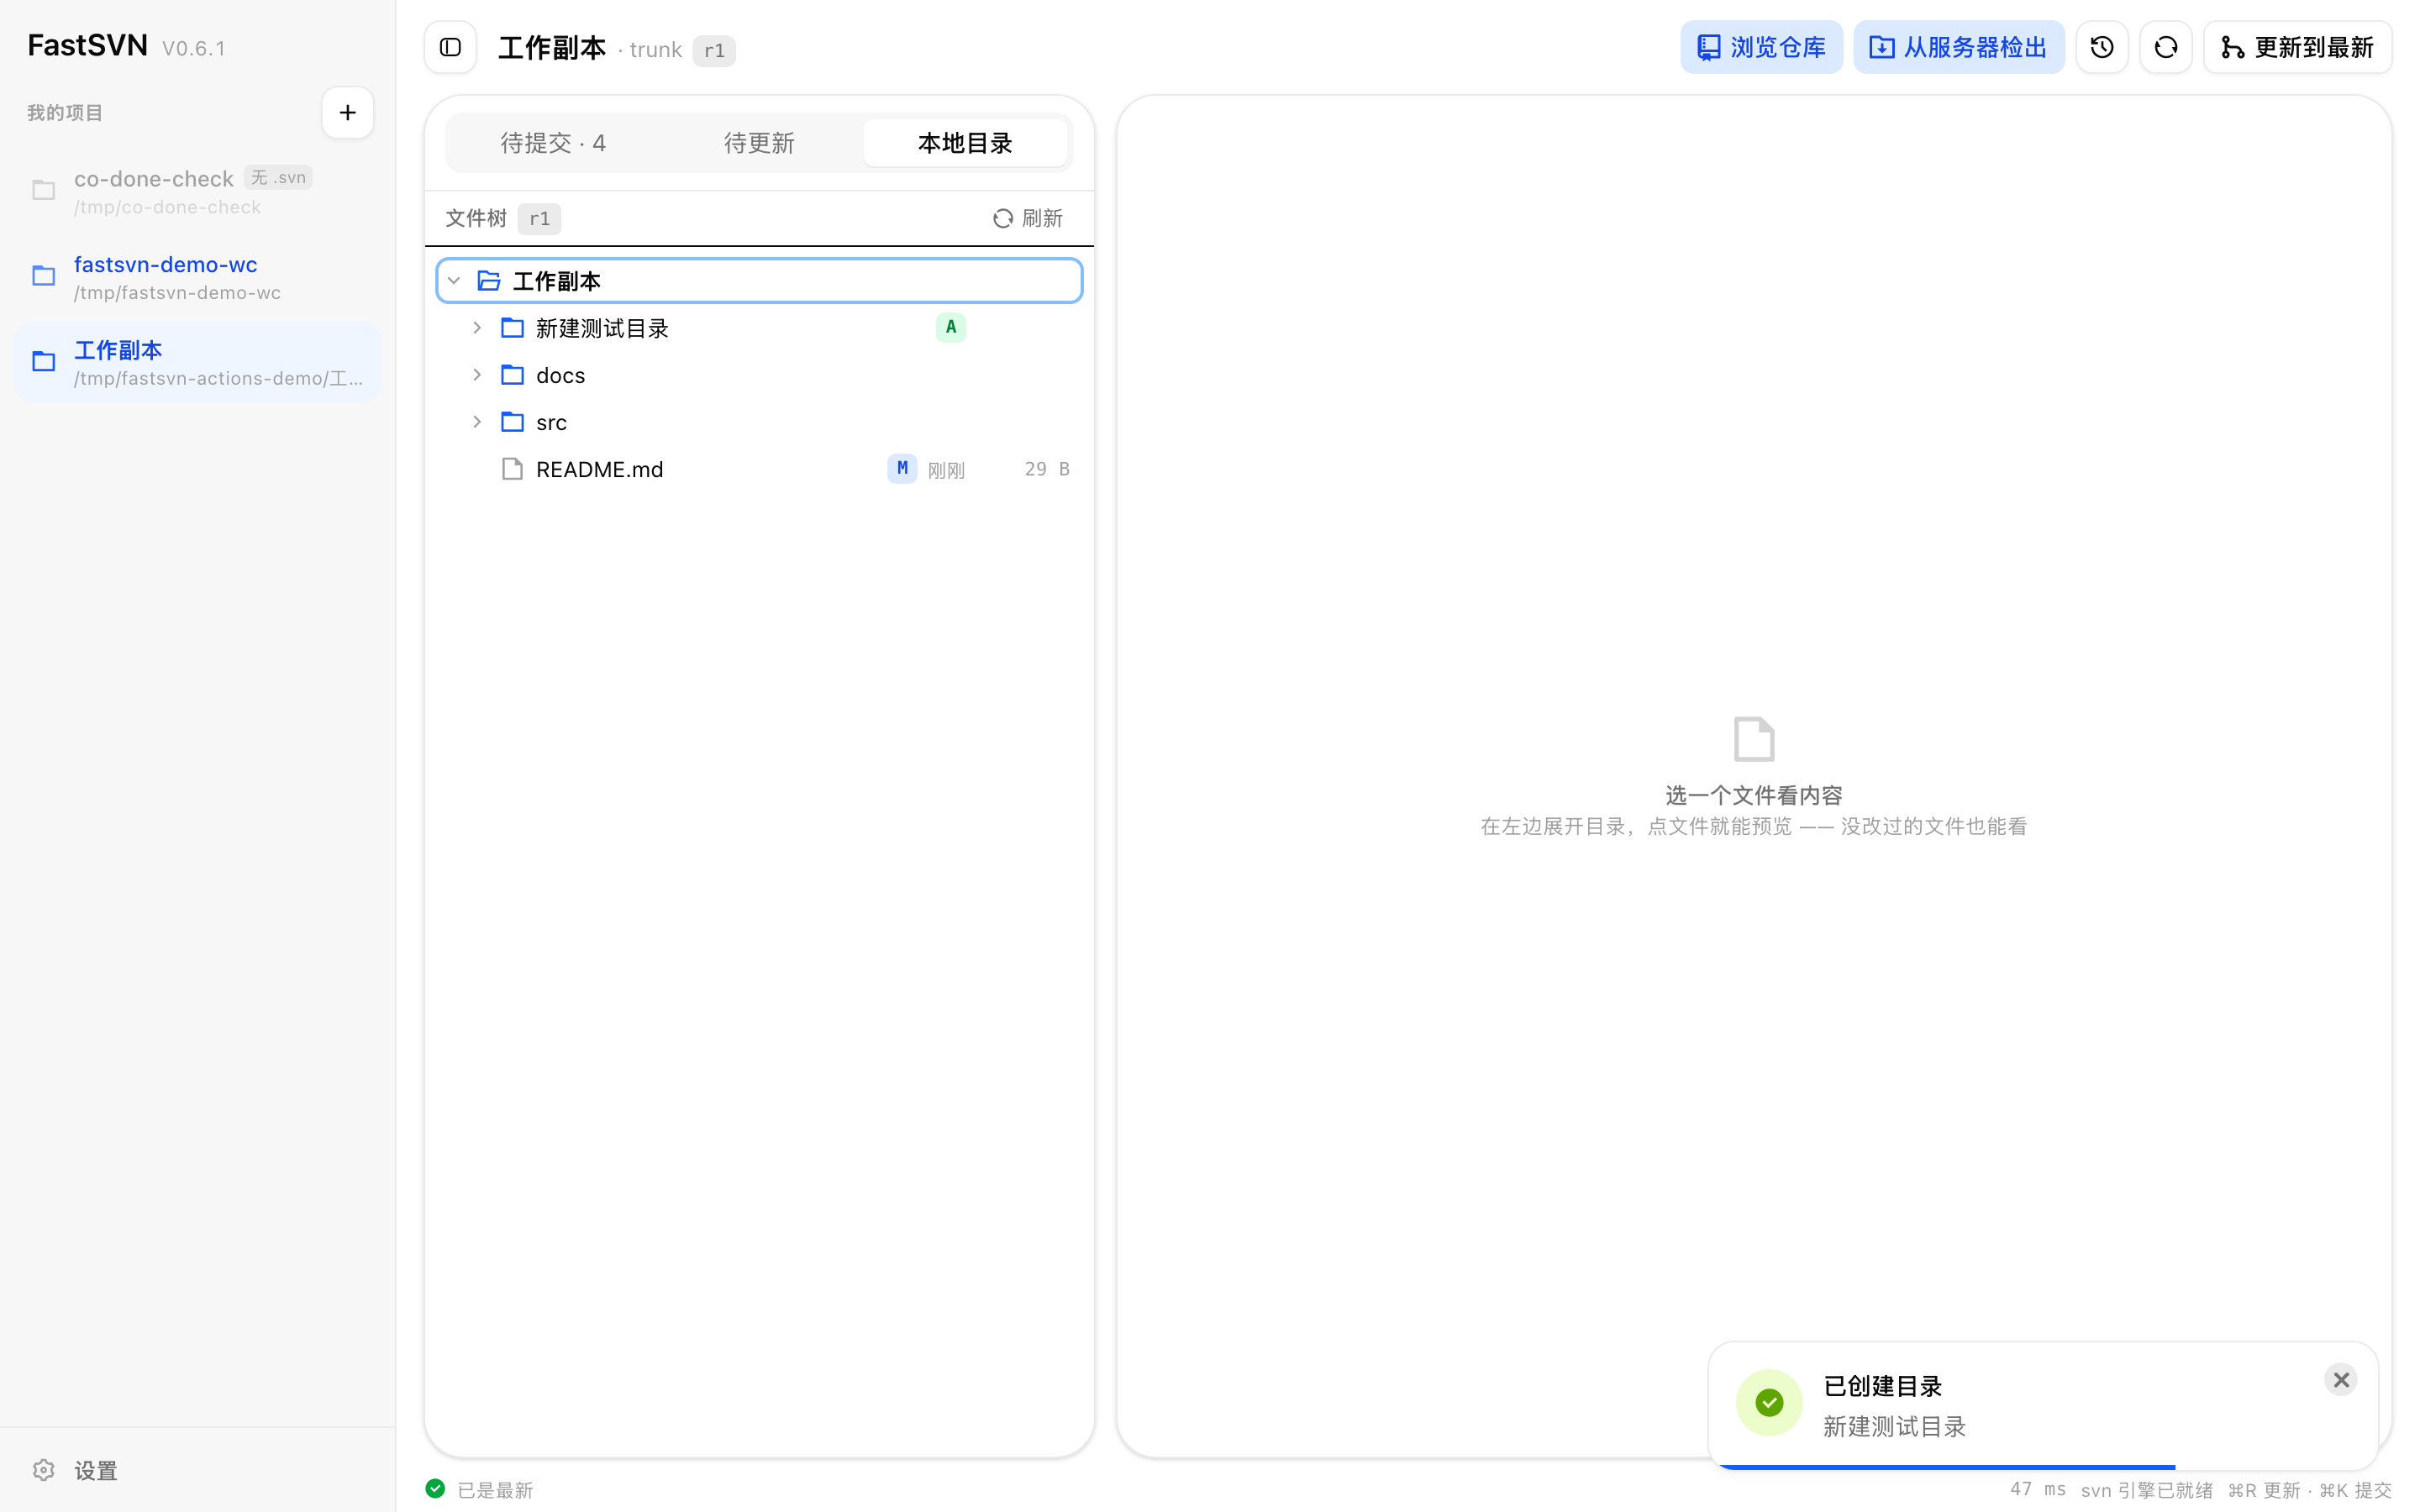 FastSVN V0.6.1
我的项目
co-done-check 无 .svn
/tmp/co-done-check
fastsvn-demo-wc
/tmp/fastsvn-demo-wc
工作副本
/tmp/fastsvn-actions-demo/工...
设置
工作副本 · trunk r1
浏览仓库
从服务器检出
更新到最新
待提交 · 4
待更新
本地目录
文件树 r1
刷新
工作副本
新建测试目录 A
docs
src
README.md M 刚刚 29 B
选一个文件看内容
在左边展开目录，点文件就能预览 —— 没改过的文件也能看
已创建目录
新建测试目录
已是最新
47 ms svn 引擎已就绪 ⌘R 更新 · ⌘K 提交